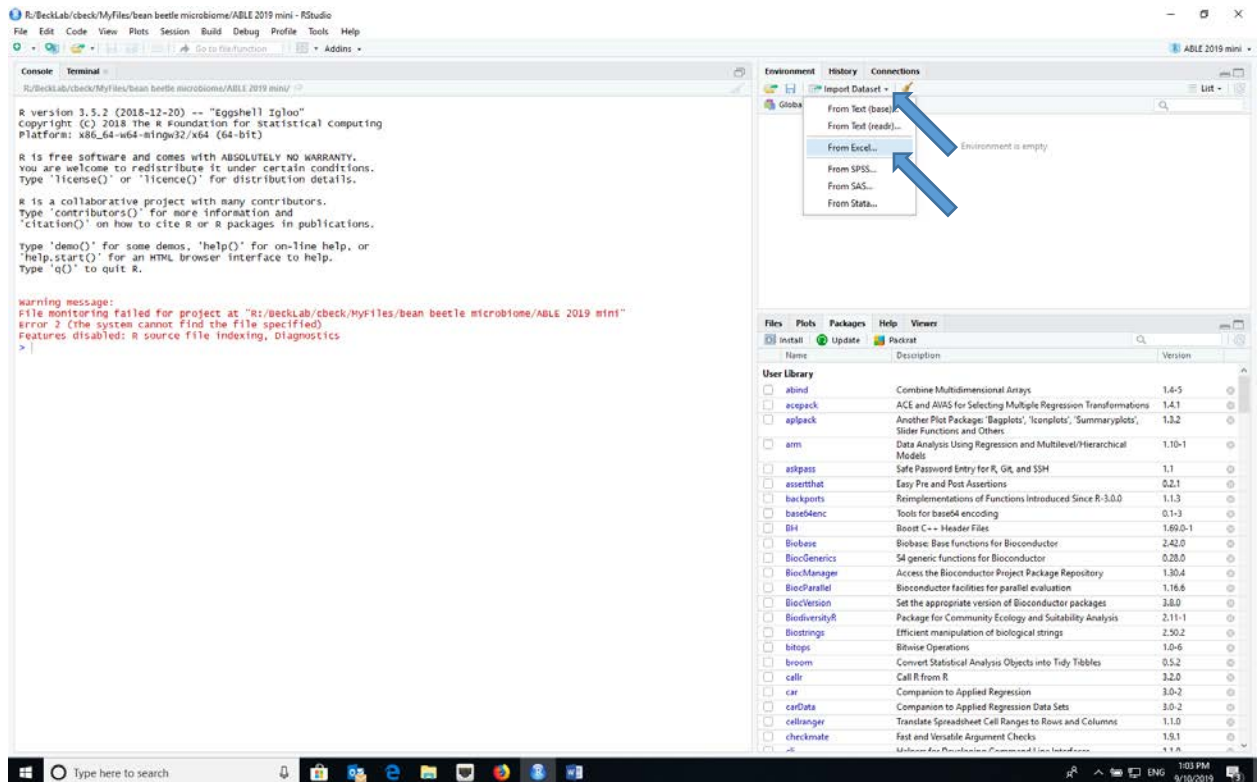 R:/BeckLab/cbeck/MyFiles/bean beetle microbiome/ABLE 2019 mini - RStudio
File Edit Code View Plots Session Build Debug Profile Tools Help
Go to file/function Addins
ABLE 2019 mini
Console Terminal
R:/BeckLab/cbeck/MyFiles/bean beetle microbiome/ABLE 2019 mini/
R version 3.5.2 (2018-12-20) -- "Eggshell Igloo"
Copyright (C) 2018 The R Foundation for Statistical Computing
Platform: x86_64-w64-mingw32/x64 (64-bit)
R is free software and comes with ABSOLUTELY NO WARRANTY.
You are welcome to redistribute it under certain conditions.
Type 'license()' or 'licence()' for distribution details.
R is a collaborative project with many contributors.
Type 'contributors()' for more information and
'citation()' on how to cite R or R packages in publications.
Type 'demo()' for some demos, 'help()' for on-line help, or
'help.start()' for an HTML browser interface to help.
Type 'q()' to quit R.
Warning message:
File monitoring failed for project at "R:/BeckLab/cbeck/MyFiles/bean beetle microbiome/ABLE 2019 mini"
Error 2 (The system cannot find the file specified)
Features disabled: R source file indexing, Diagnostics
>
Environment History Connections
Import Dataset List
Globa
From Text (base)...
From Text (readr)...
From Excel...
From SPSS...
From SAS...
From Stata...
Environment is empty
Files Plots Packages Help Viewer
Install Update Packrat
Name Description Version
User Library
abind Combine Multidimensional Arrays 1.4-5
acepack ACE and AVAS for Selecting Multiple Regression Transformations 1.4.1
aplpack Another Plot Package: 'Bagplots', 'Iconplots', 'Summaryplots', 1.3.2
Slider Functions and Others
arm Data Analysis Using Regression and Multilevel/Hierarchical 1.10-1
Models
askpass Safe Password Entry for R, Git, and SSH 1.1
assertthat Easy Pre and Post Assertions 0.2.1
backports Reimplementations of Functions Introduced Since R-3.0.0 1.1.3
base64enc Tools for base64 encoding 0.1-3
BH Boost C++ Header Files 1.69.0-1
Biobase Biobase: Base functions for Bioconductor 2.42.0
BiocGenerics S4 generic functions for Bioconductor 0.28.0
BiocManager Access the Bioconductor Project Package Repository 1.30.4
BiocParallel Bioconductor facilities for parallel evaluation 1.16.6
BiocVersion Set the appropriate version of Bioconductor packages 3.8.0
BiodiversityR Package for Community Ecology and Suitability Analysis 2.11-1
Biostrings Efficient manipulation of biological strings 2.50.2
bitops Bitwise Operations 1.0-6
broom Convert Statistical Analysis Objects into Tidy Tibbles 0.5.2
callr Call R from R 3.2.0
car Companion to Applied Regression 3.0-2
carData Companion to Applied Regression Data Sets 3.0-2
cellranger Translate Spreadsheet Cell Ranges to Rows and Columns 1.1.0
checkmate Fast and Versatile Argument Checks 1.9.1
cli Helpers for Developing Command Line Interfaces 1.1.0
Type here to search
ENG 1:03 PM
9/10/2019